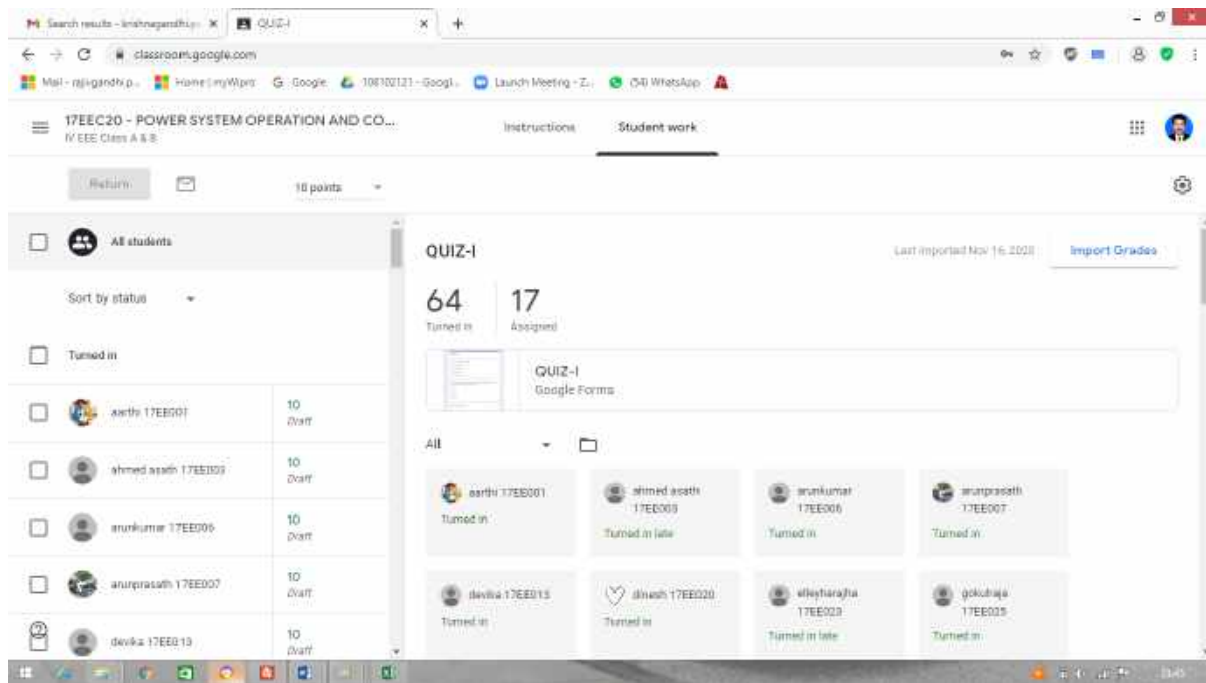 Search results - krishnagandhi.p
QUIZ-I
classroom.google.com
Mail - rajivgandhi p...
Home | myWipro
G Google
108102121 - Googl...
Launch Meeting - Z...
(54) WhatsApp
17EEC20 - POWER SYSTEM OPERATION AND CO...
IV EEE Class A & B
Instructions
Student work
Return
10 points
All students
QUIZ-I
Last imported Nov 16, 2020
Import Grades
Sort by status
64
17
Turned in
Assigned
Turned in
QUIZ-I
Google Forms
aarthi 17EE001
10
Draft
All
ahmed asath 17EE003
10
Draft
aarthi 17EE001
Turned in
ahmed asath
17EE003
Turned in late
arunkumar
17EE006
Turned in
arunprasath
17EE007
Turned in
arunkumar 17EE006
10
Draft
arunprasath 17EE007
10
Draft
devika 17EE013
Turned in
dinesh 17EE020
Turned in
elleyharajha
17EE023
Turned in late
gokulraja
17EE025
Turned in
devika 17EE013
10
Draft